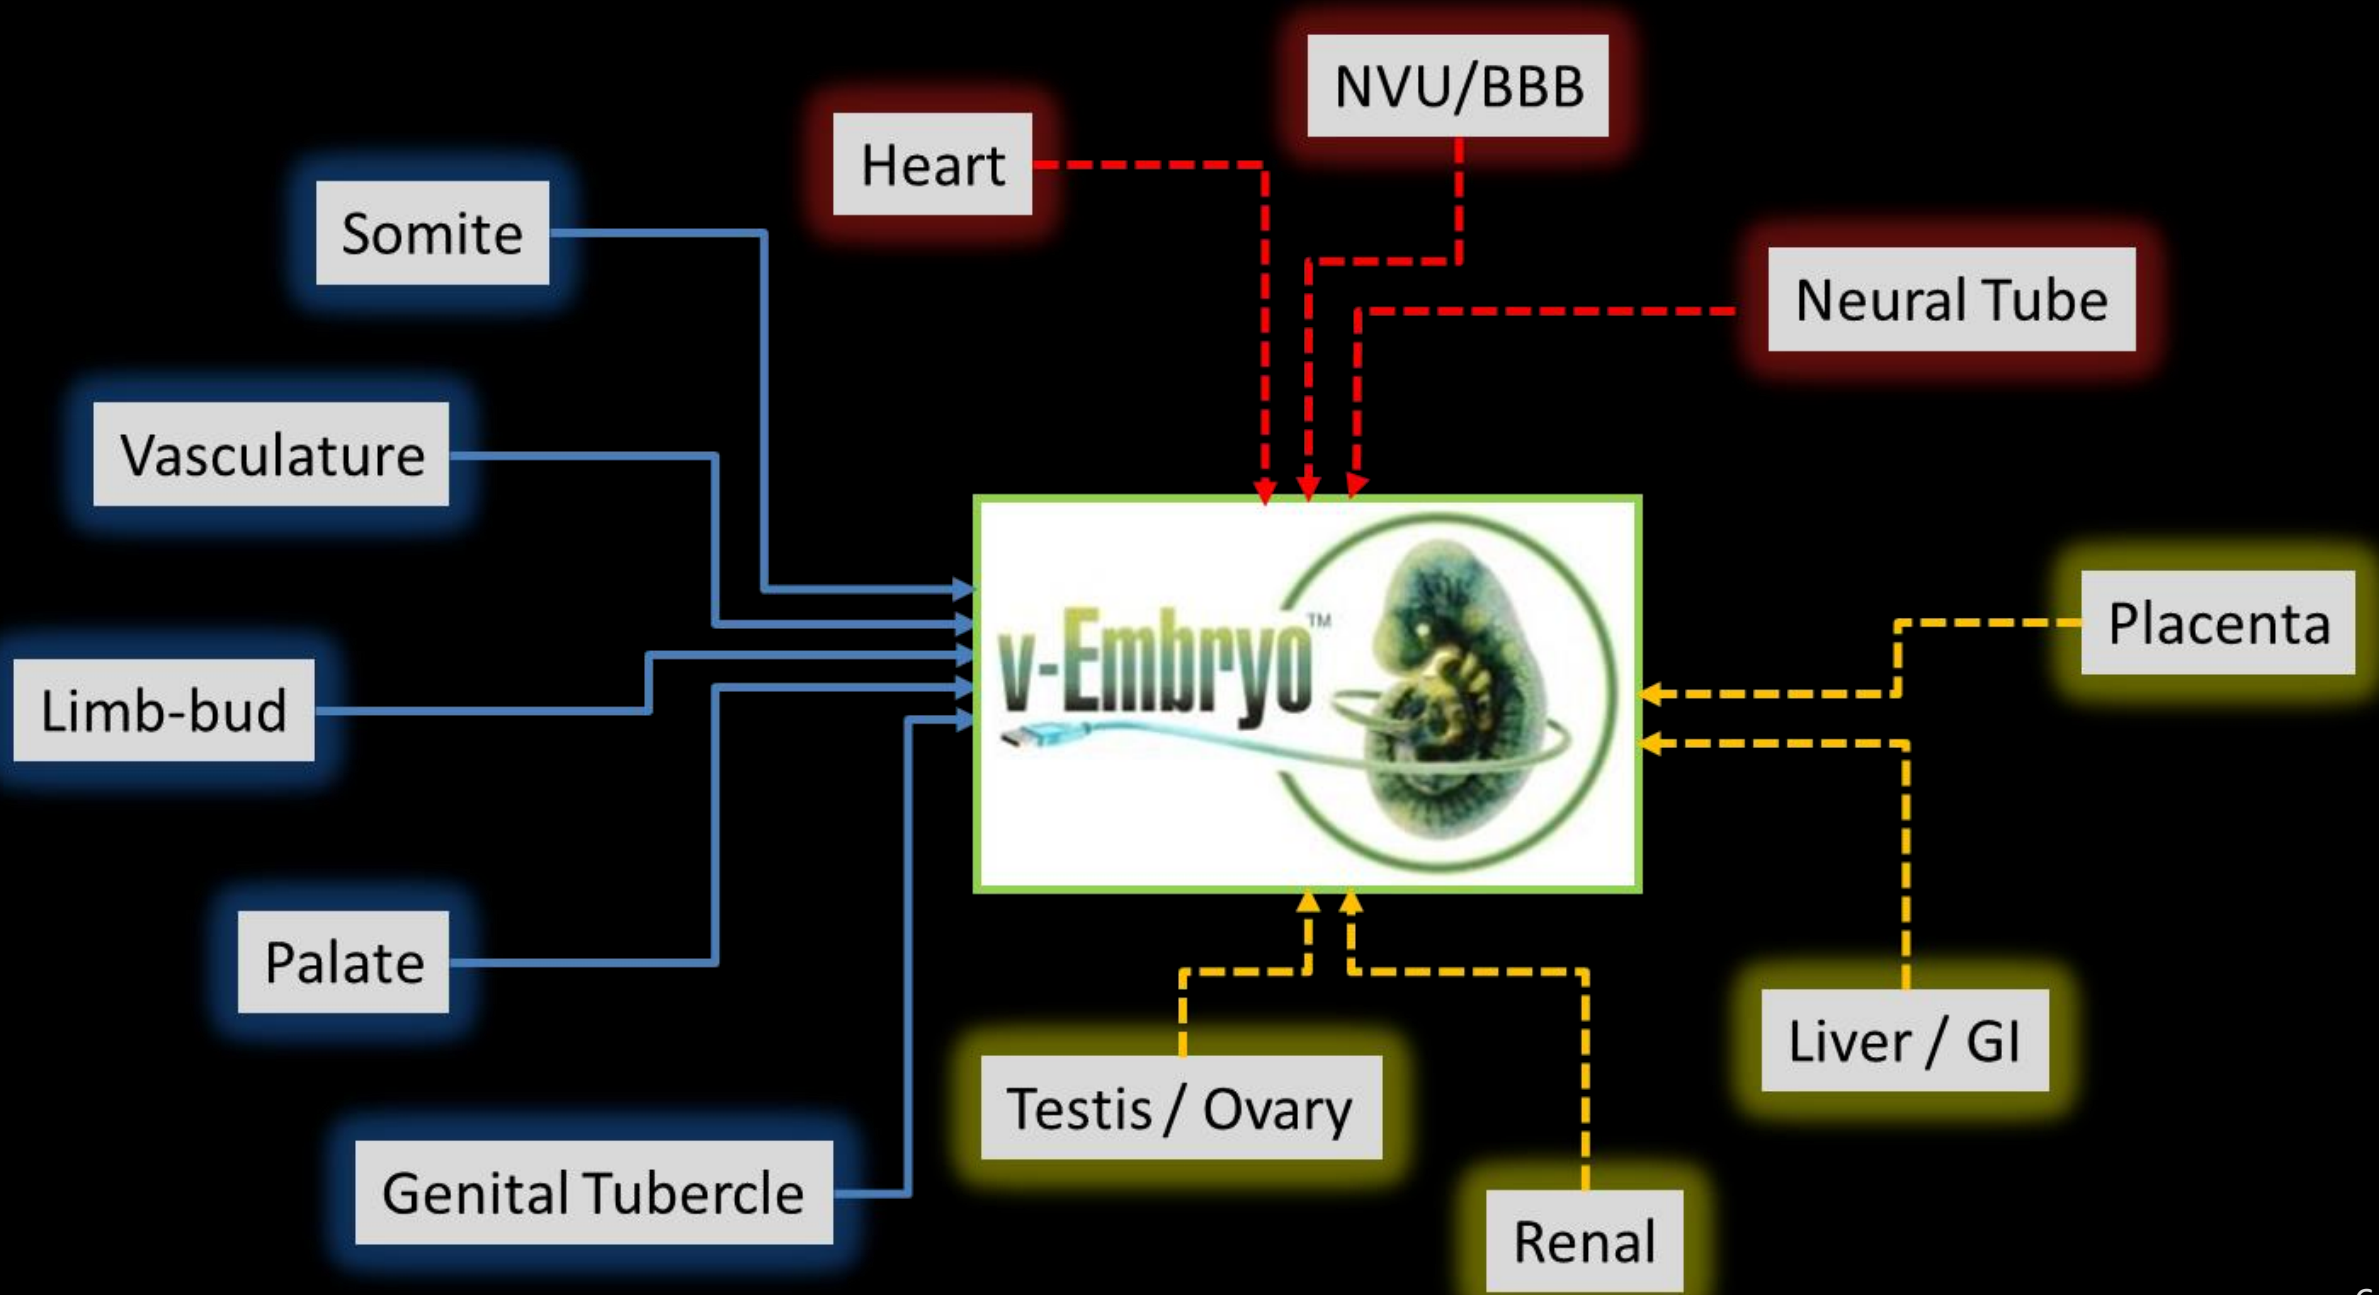 NVU/BBB
Heart
Somite
Neural Tube
Vasculature
Placenta
v-Embryo™
Limb-bud
Palate
Liver / GI
Testis / Ovary
Genital Tubercle
Renal